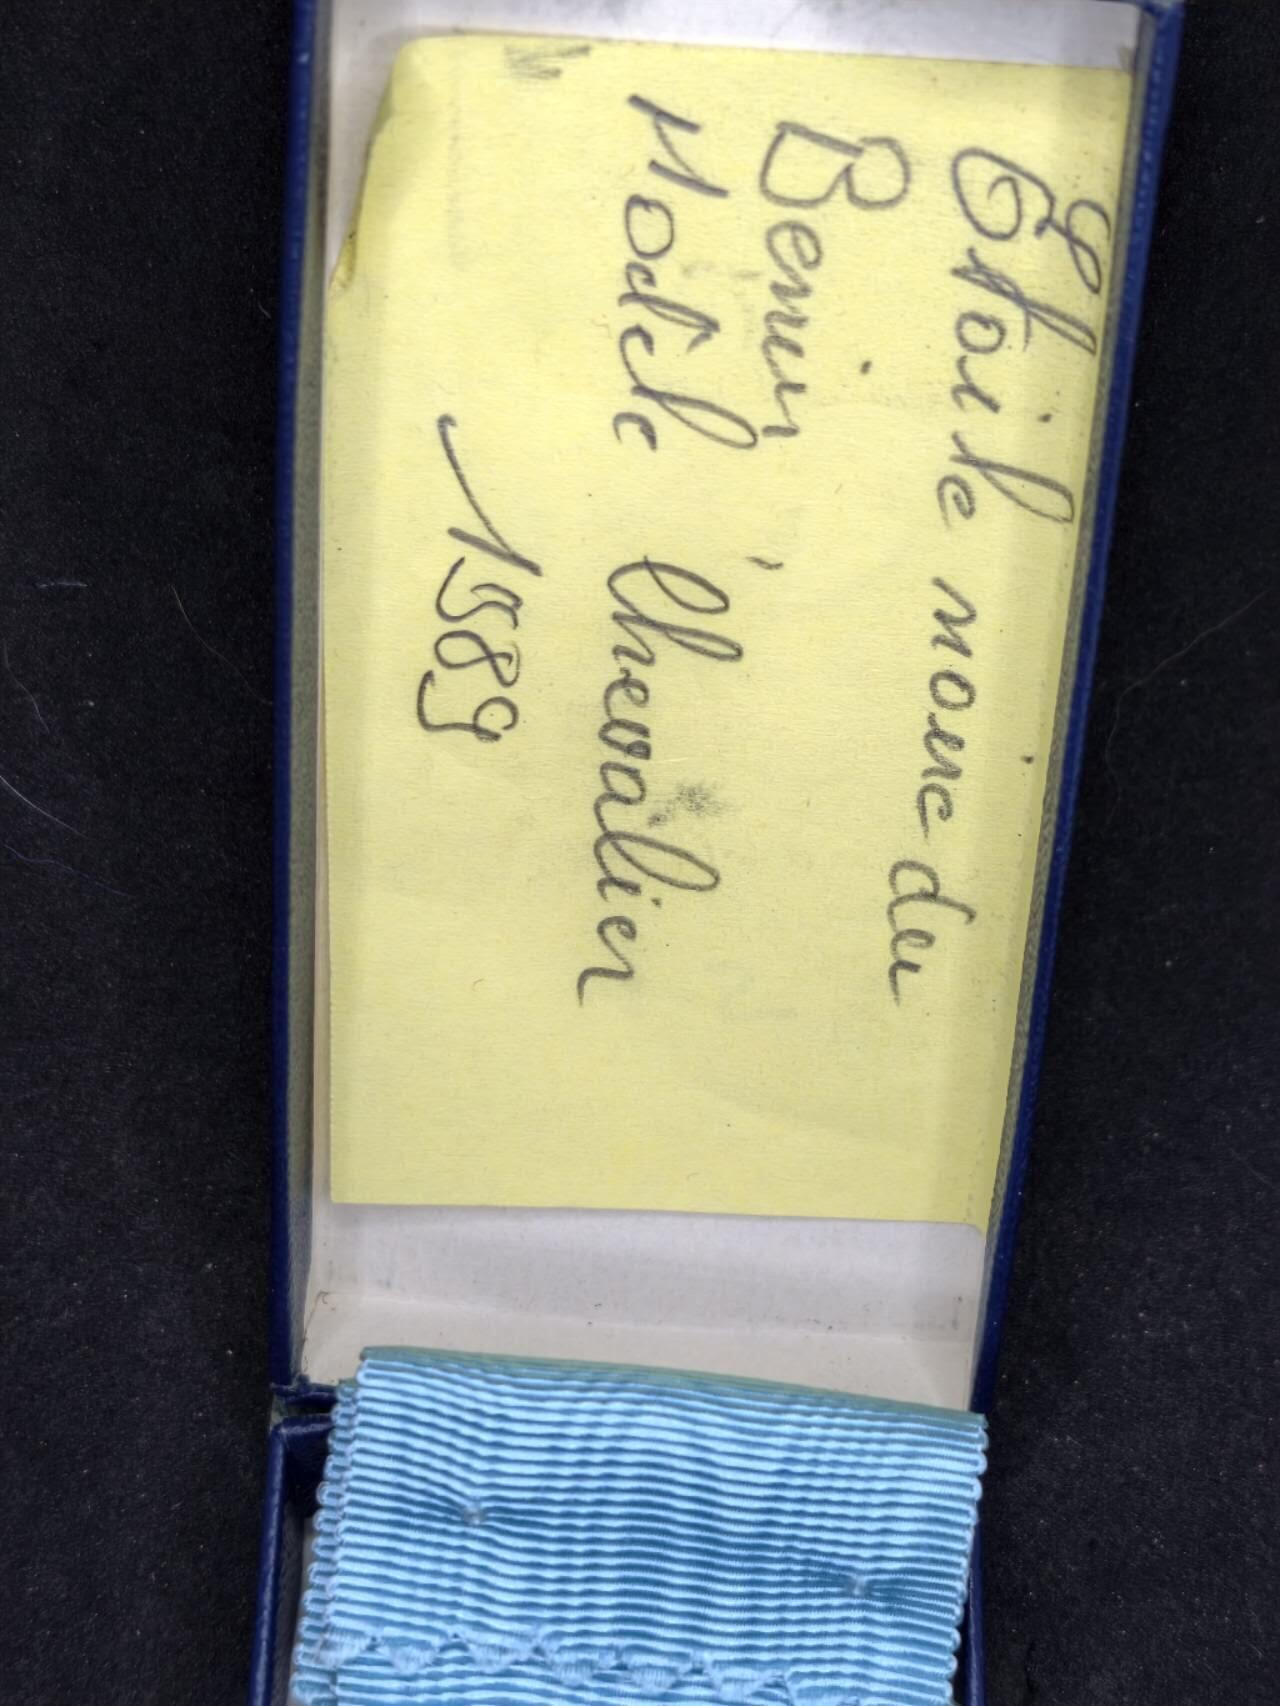 Etoile noire du
Benin
Modèle Chevalier
1889